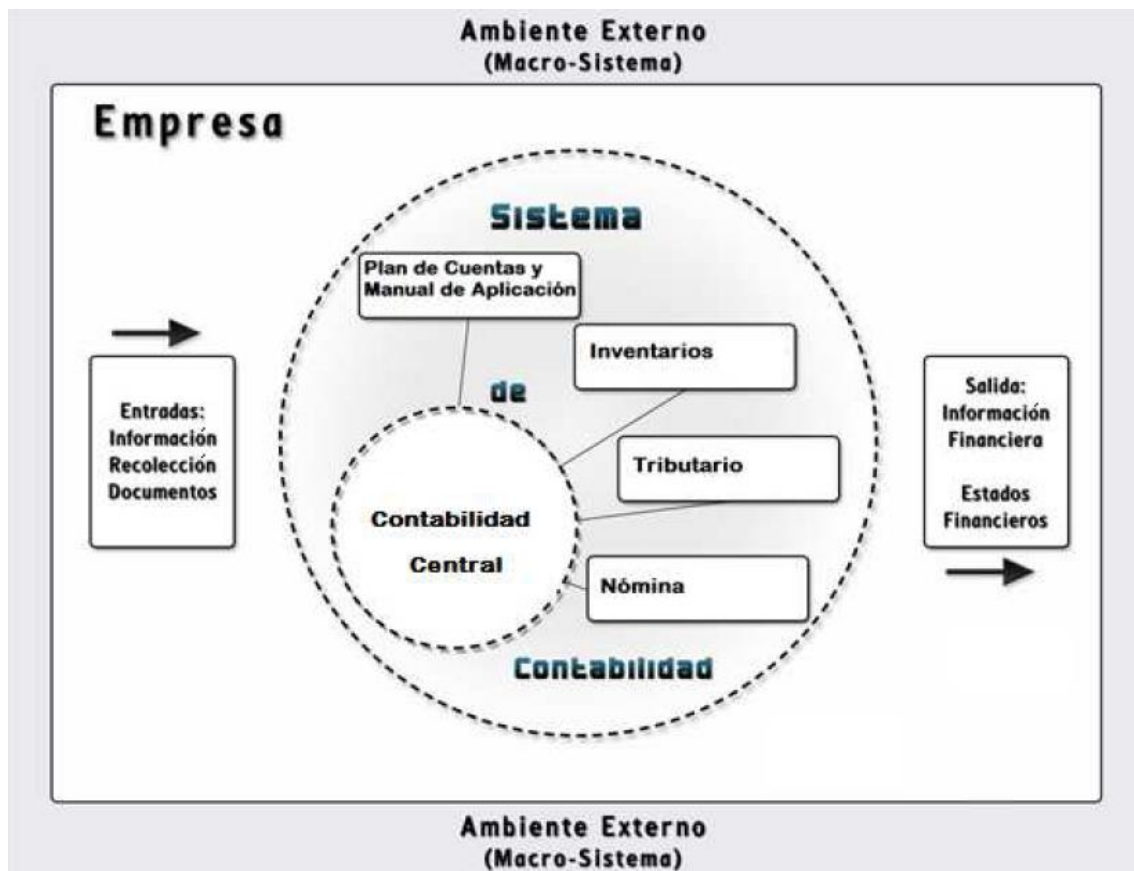 Ambiente Externo
(Macro-Sistema)
Empresa
Sistema
Plan de Cuentas y
Manual de Aplicación
Inventarios
de
Entradas:
Información
Recolección
Documentos
Tributario
Contabilidad
Central
Nómina
Contabilidad
Salida:
Información
Financiera
Estados
Financieros
Ambiente Externo
(Macro-Sistema)